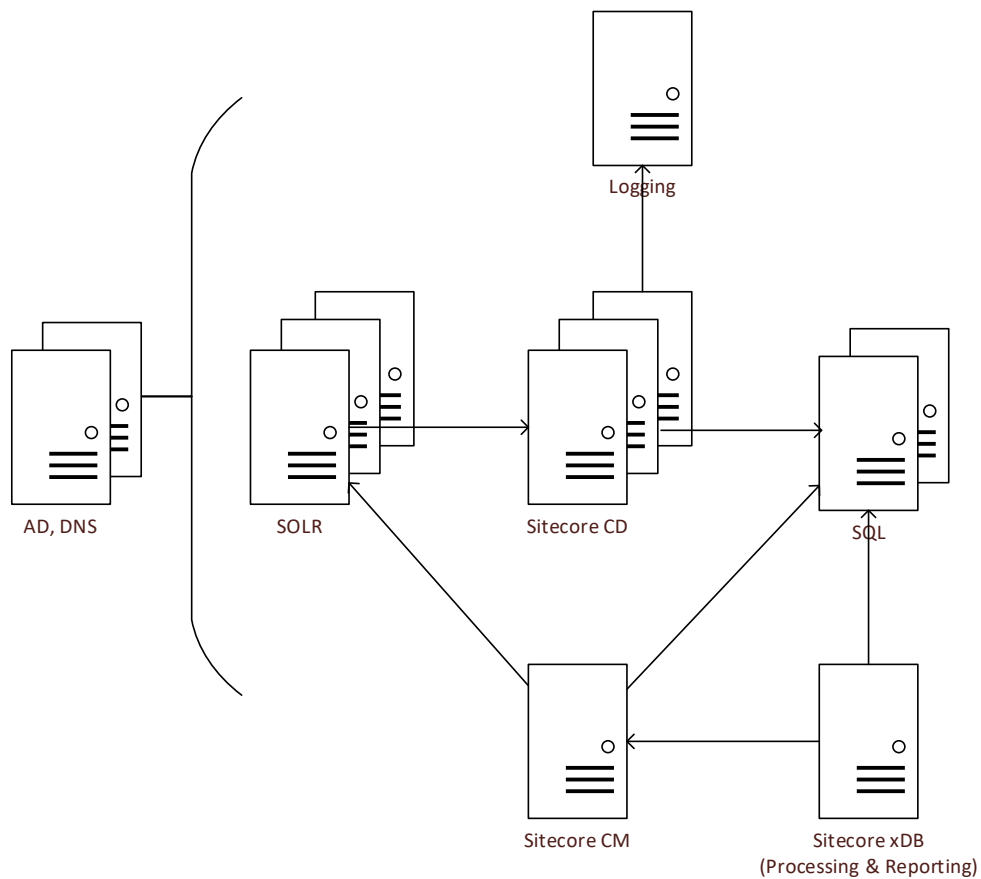 Logging
AD, DNS
SOLR
Sitecore CD
SQL
Sitecore CM
Sitecore xDB
(Processing & Reporting)